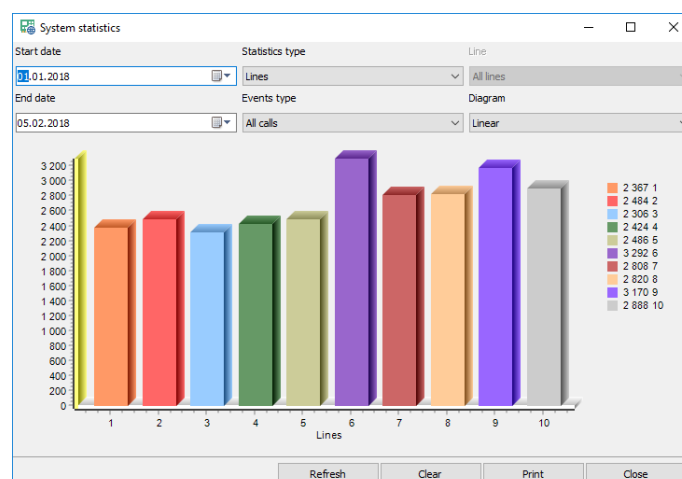 System statistics
Start date
Statistics type
Line
01.01.2018
Lines
All lines
End date
Events type
Diagram
05.02.2018
All calls
Linear
3 200
3 000
2 800
2 600
2 400
2 200
2 000
1 800
1 600
1 400
1 200
1 000
800
600
400
200
0
1 2 3 4 5 6 7 8 9 10
Lines
2 367 1
2 484 2
2 306 3
2 424 4
2 486 5
3 292 6
2 808 7
2 820 8
3 170 9
2 888 10
Refresh
Clear
Print
Close